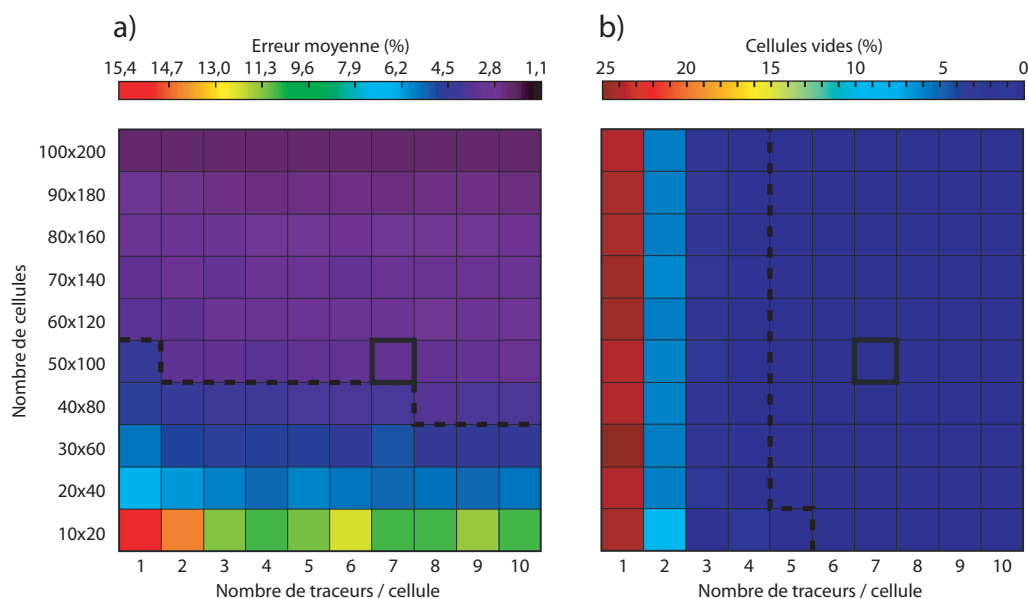 a)
Erreur moyenne (%)
15,4 14,7 13,0 11,3 9,6 7,9 6,2 4,5 2,8 1,1
Nombre de cellules
100x200
90x180
80x160
70x140
60x120
50x100
40x80
30x60
20x40
10x20
1 2 3 4 5 6 7 8 9 10
Nombre de traceurs / cellule
b)
Cellules vides (%)
25 20 15 10 5 0
1 2 3 4 5 6 7 8 9 10
Nombre de traceurs / cellule